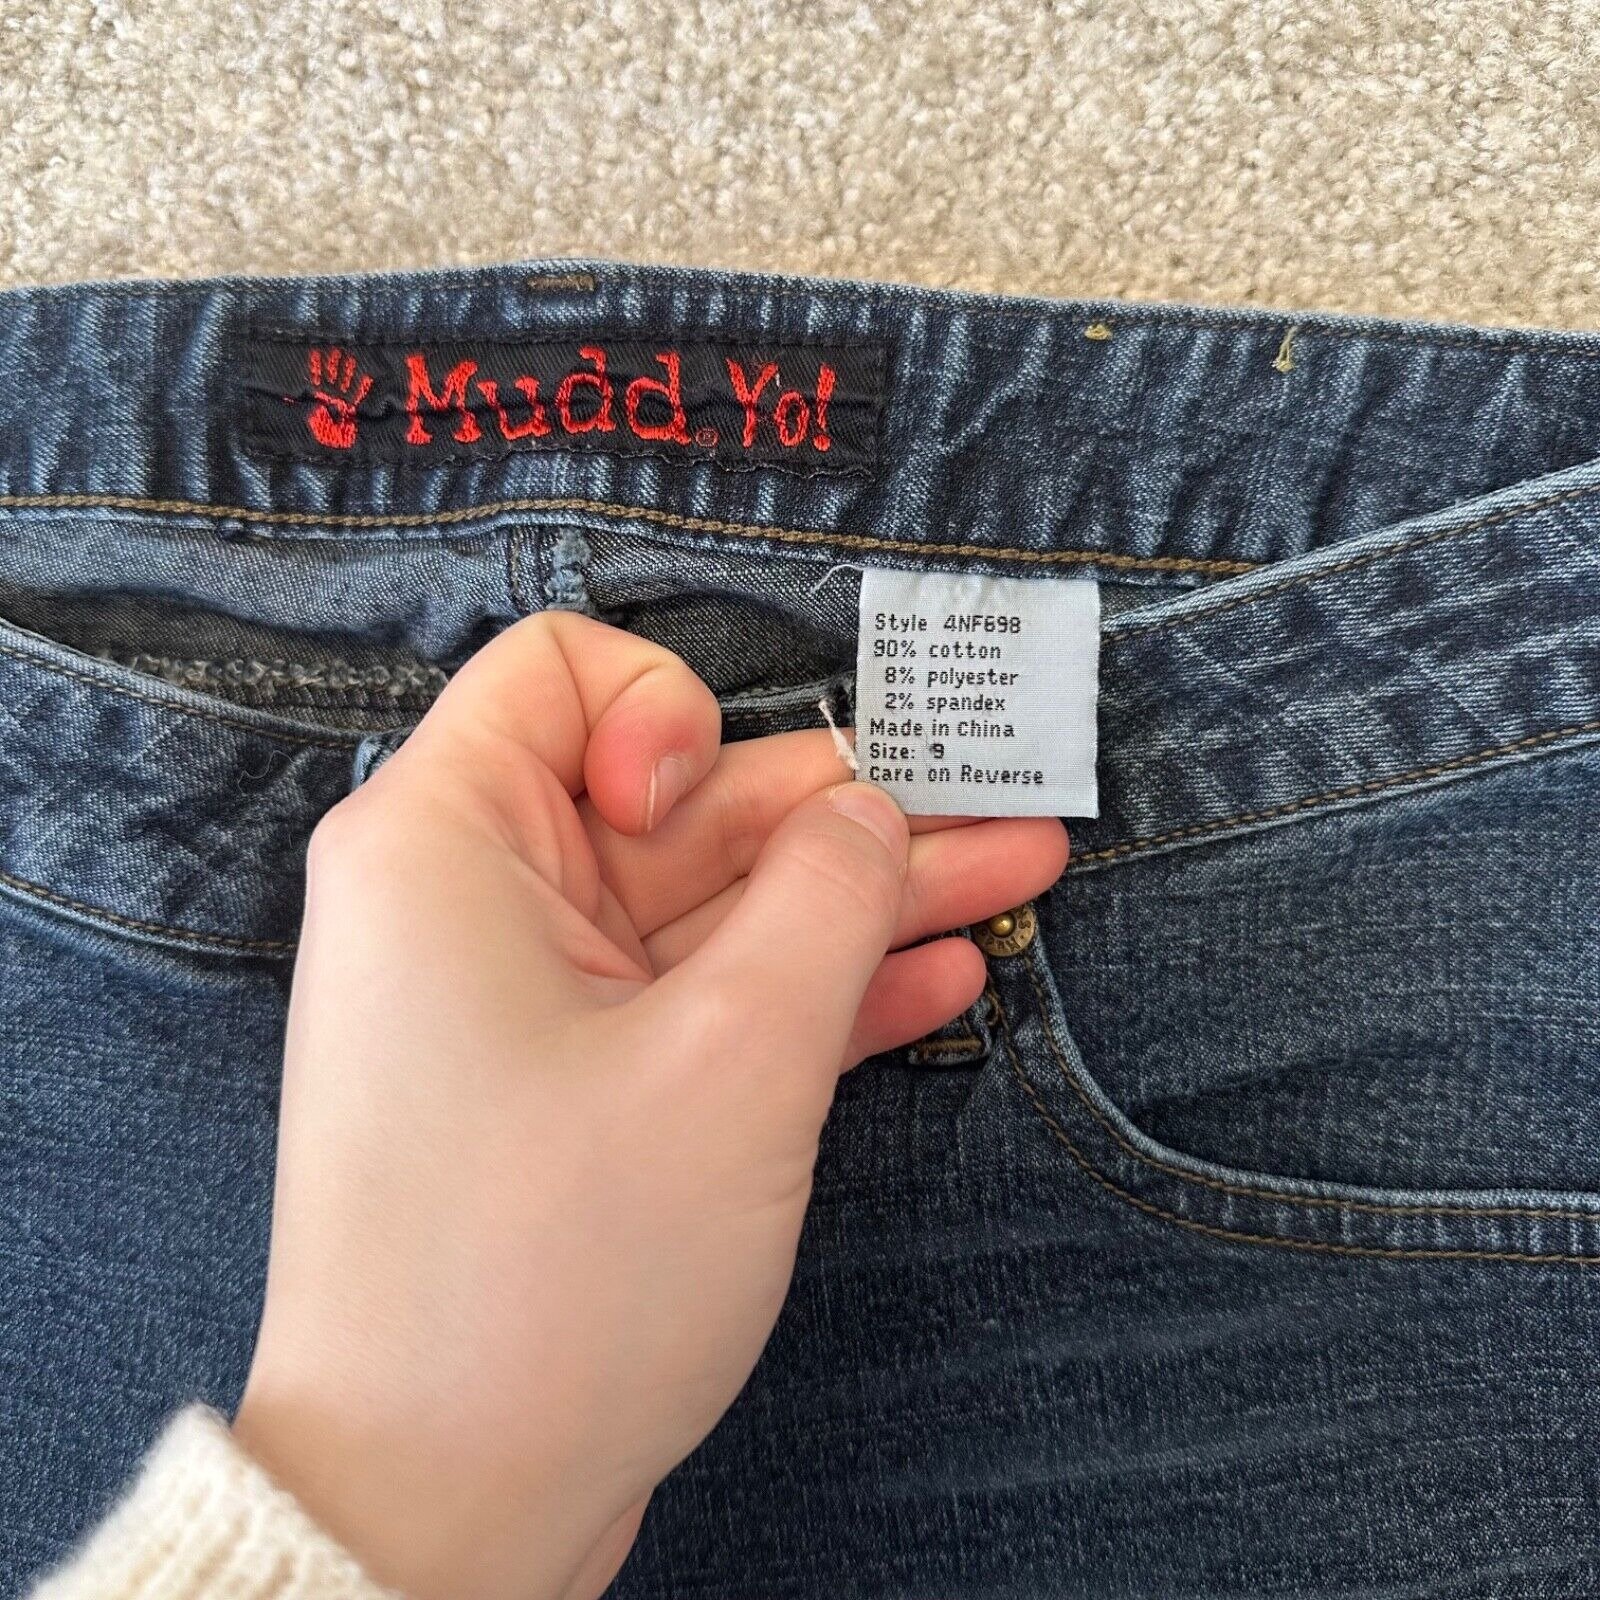 Mudd® Yo!
Style 4NF698
90% cotton
8% polyester
2% spandex
Made in China
Size: 9
Care on Reverse